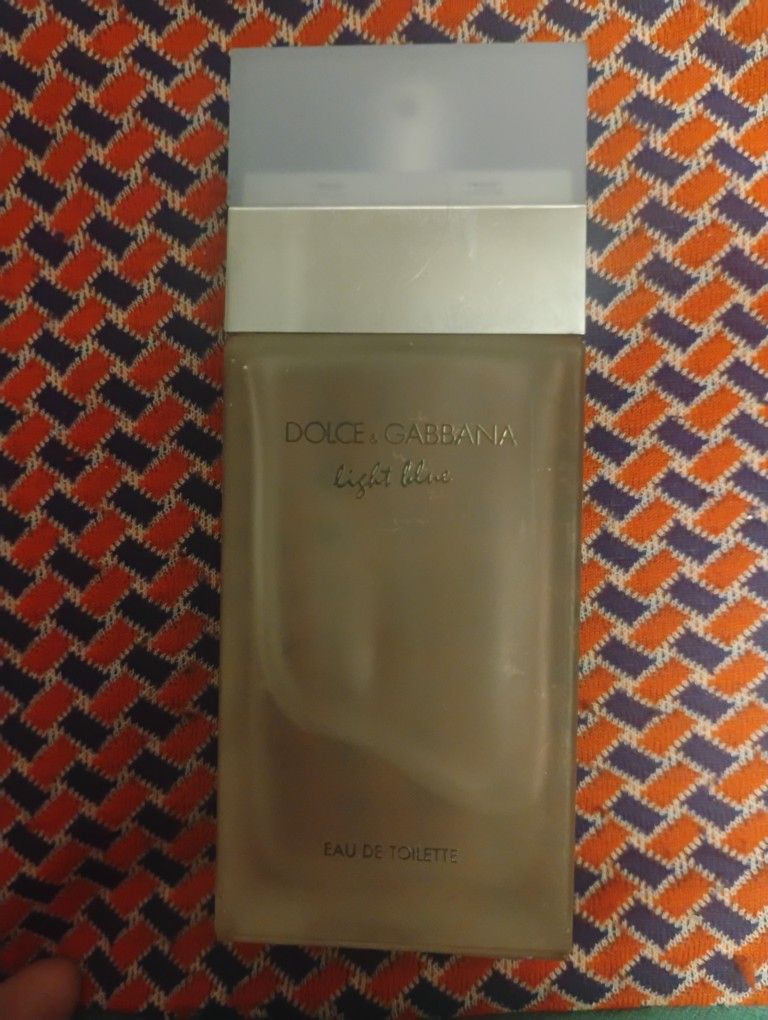 DOLCE & GABBANA
light blue
EAU DE TOILETTE